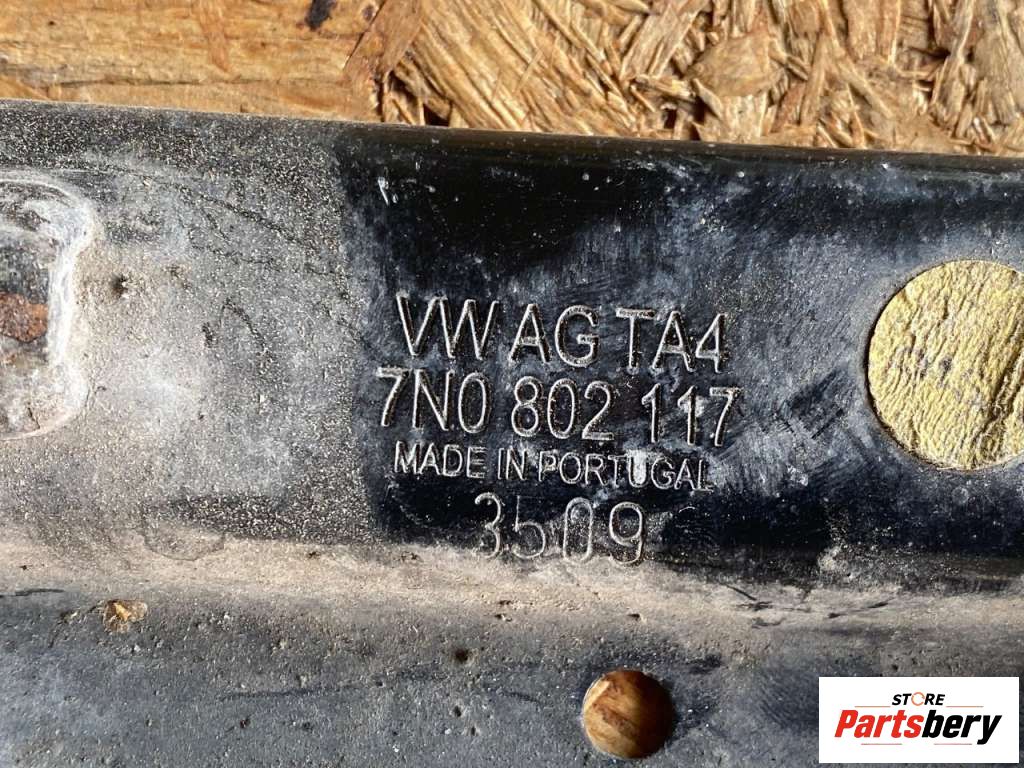 VW AG TA4
7N0 802 117
MADE IN PORTUGAL
3509
STORE
Partsbery